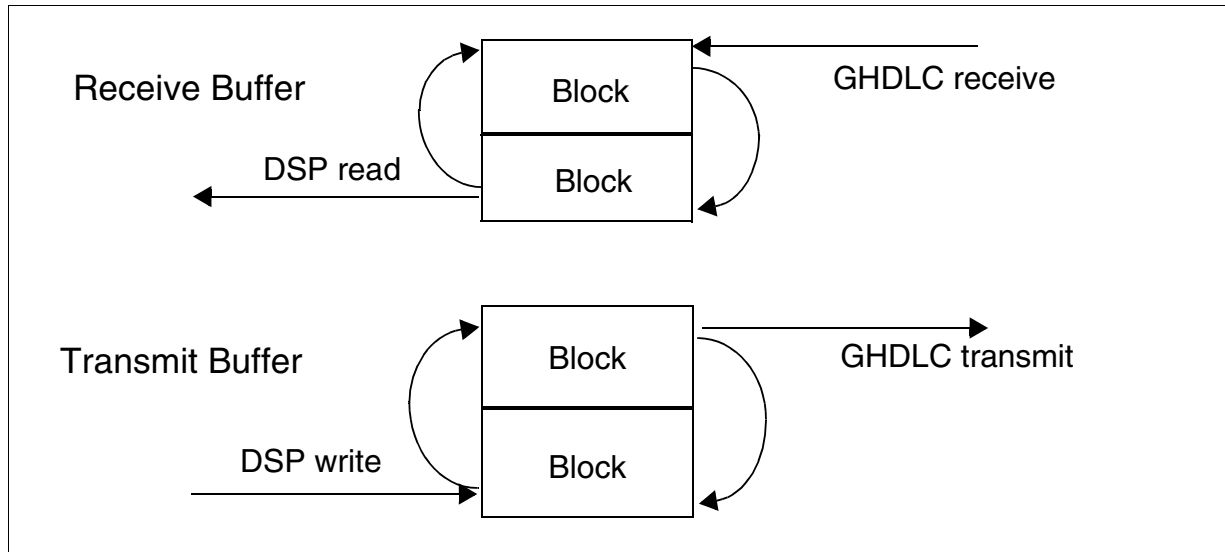 Receive Buffer
Block
GHDLC receive
DSP read
Block
Transmit Buffer
Block
GHDLC transmit
DSP write
Block